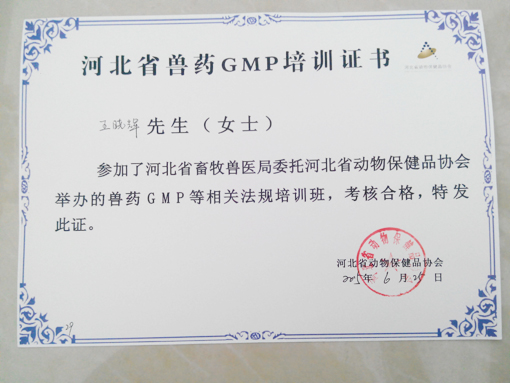 河北省兽药GMP培训证书
王晓辉 先生（女士）
参加了河北省畜牧兽医局委托河北省动物保健品协会
举办的兽药GMP等相关法规培训班，考核合格，特发
此证。
河北省动物保健品协会
年 6 月 25 日
29